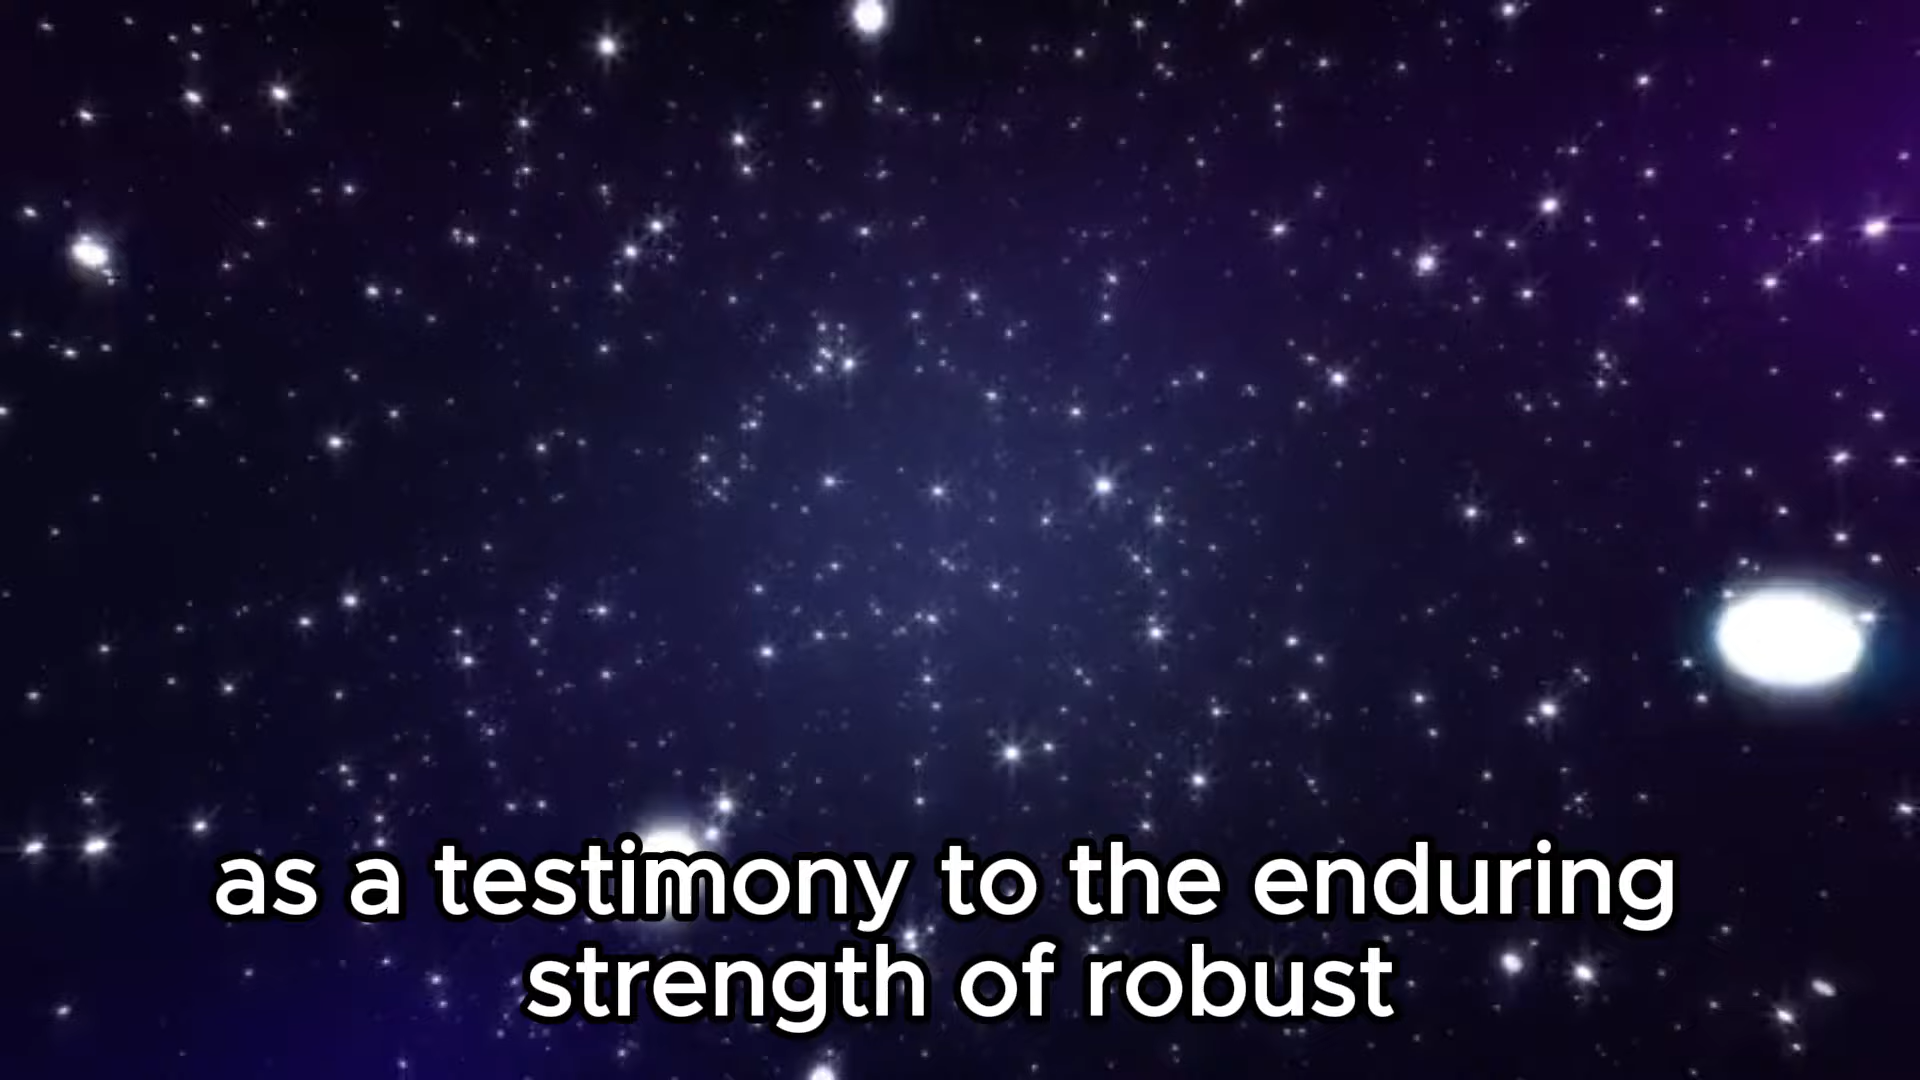 as a testimony to the enduring
strength of robust